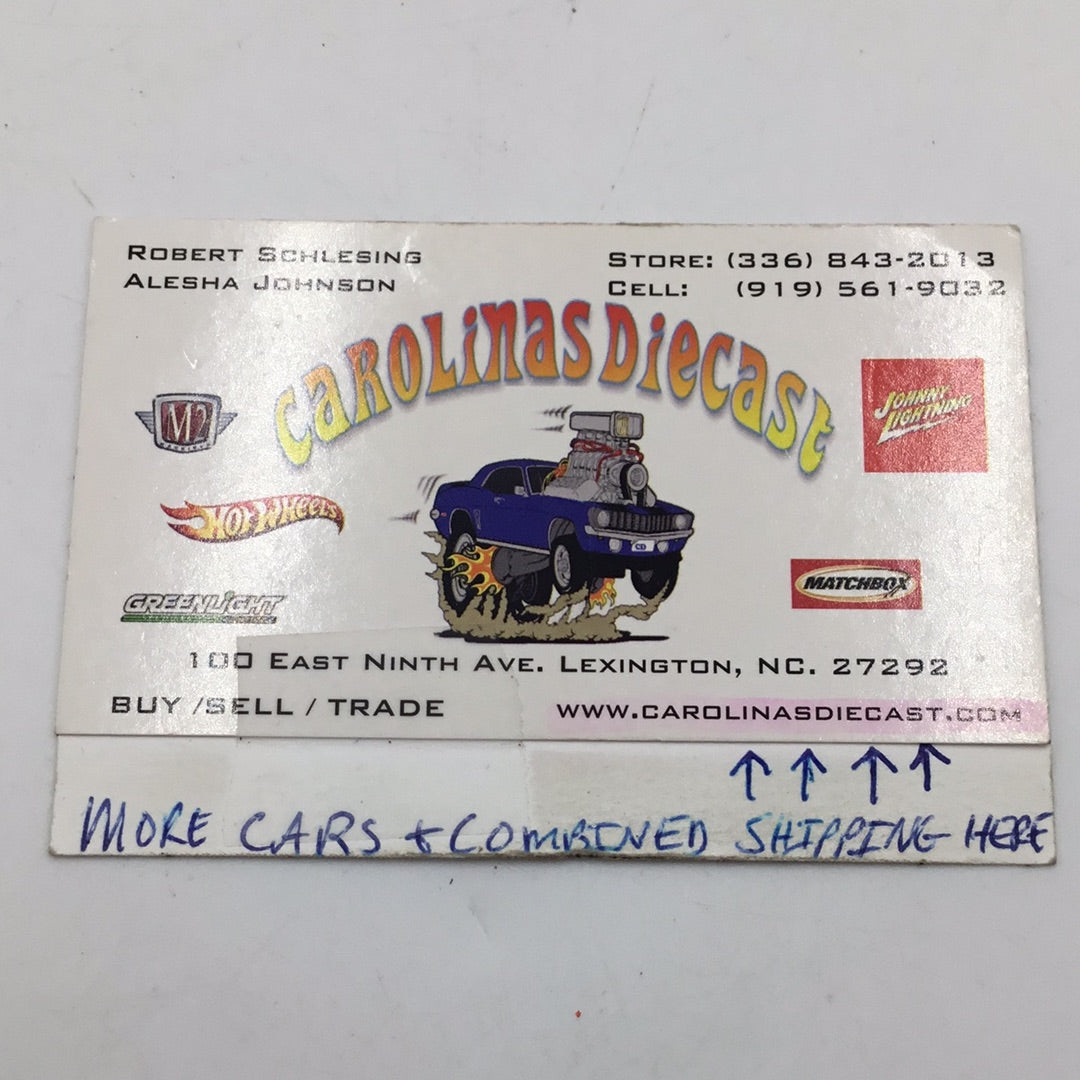 ROBERT SCHLESING
ALESHA JOHNSON
STORE: (336) 843-2013
CELL: (919) 561-9032
CAROLINAS DIECAST
M2
JOHNNY
LIGHTNING
HOT WHEELS
MATCHBOX
GREENLIGHT
100 EAST NINTH AVE. LEXINGTON, NC. 27292
BUY /SELL / TRADE
WWW.CAROLINASDIECAST.COM
MORE CARS + COMBINED SHIPPING HERE